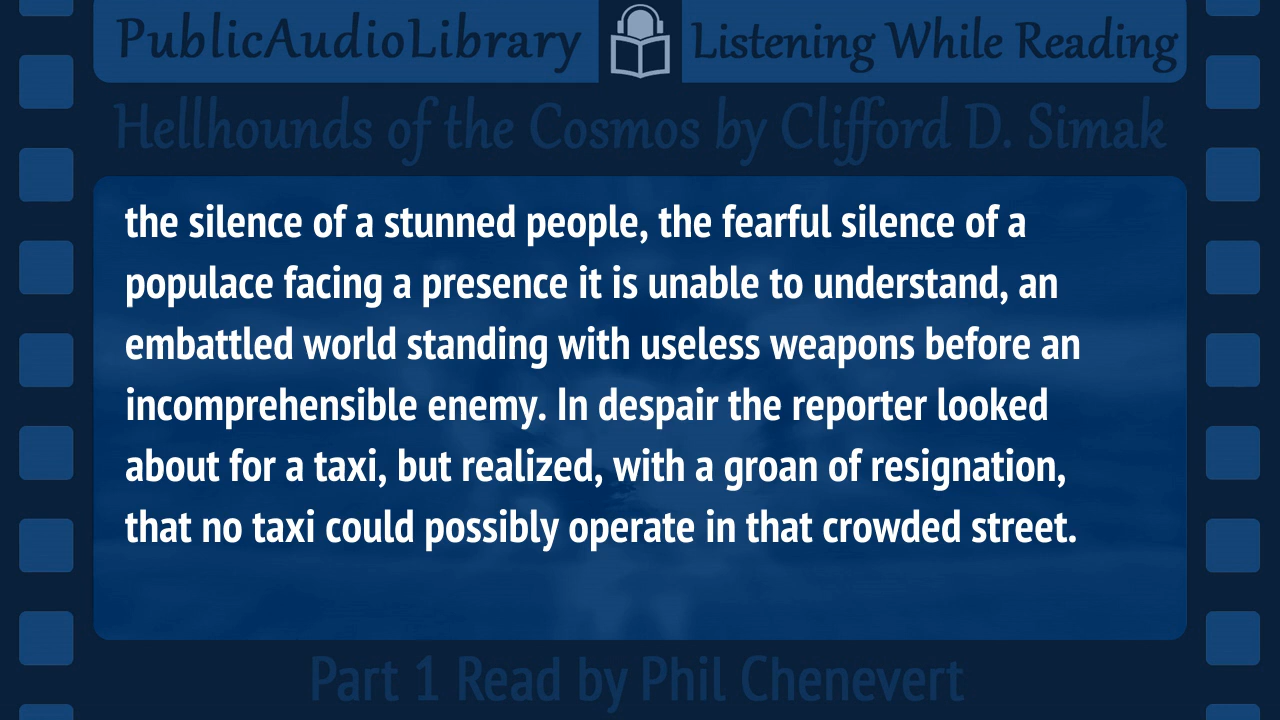 PublicAudioLibrary Listening While Reading
Hellhounds of the Cosmos by Clifford D. Simak
the silence of a stunned people, the fearful silence of a
populace facing a presence it is unable to understand, an
embattled world standing with useless weapons before an
incomprehensible enemy. In despair the reporter looked
about for a taxi, but realized, with a groan of resignation,
that no taxi could possibly operate in that crowded street.
Part 1 Read by Phil Chenevert